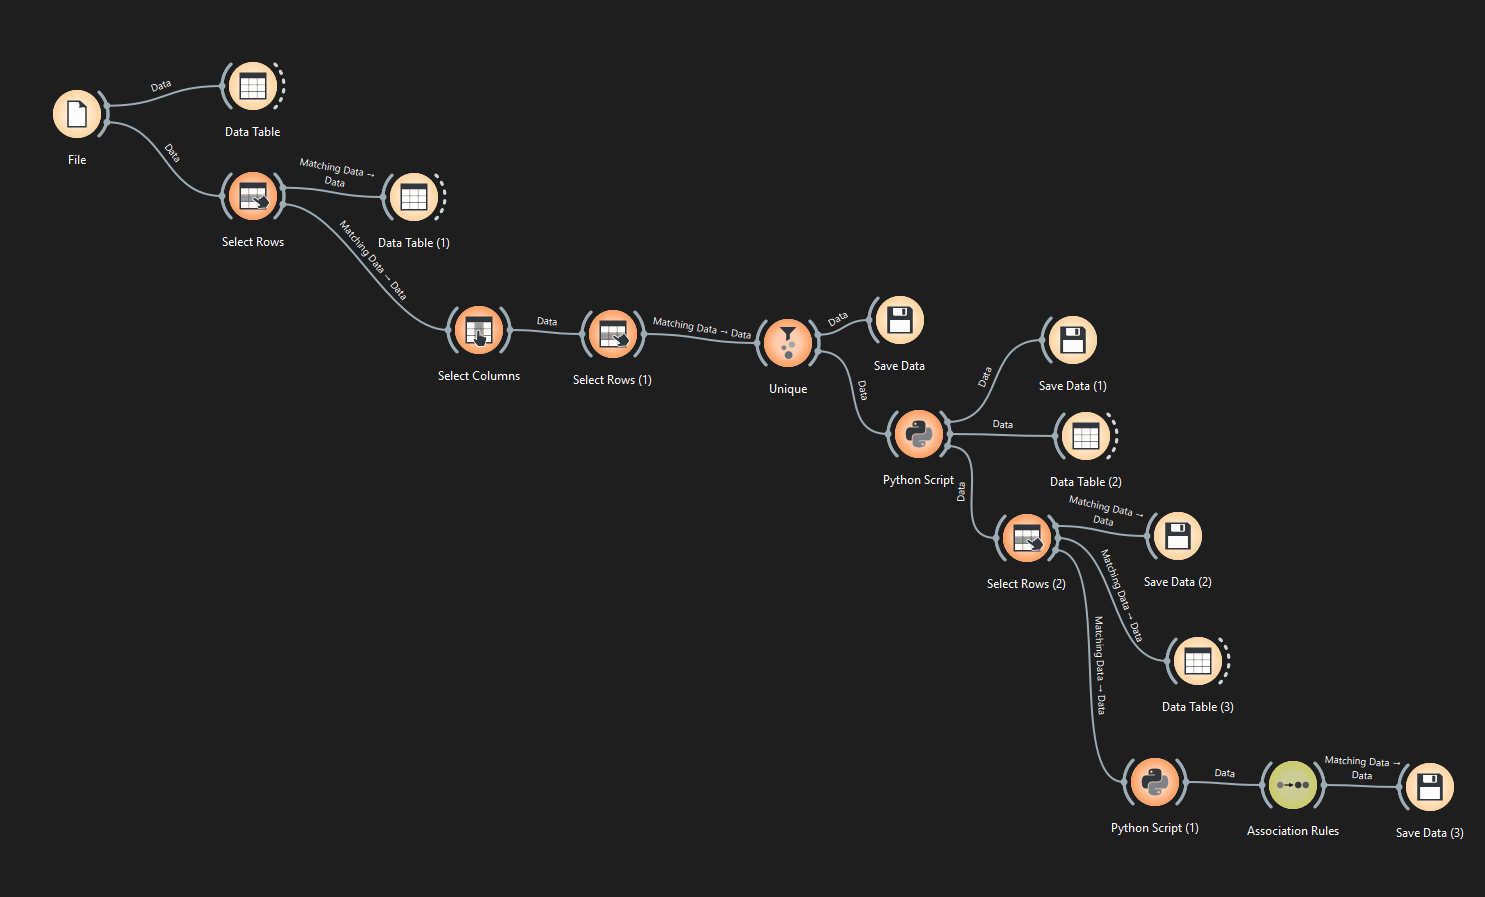 Data
Data Table
File
Data
Matching Data →
Data
Select Rows
Data Table (1)
Matching Data → Data
Select Columns
Data
Select Rows (1)
Matching Data → Data
Unique
Data
Save Data
Data
Python Script
Data
Save Data (1)
Data
Data Table (2)
Data
Select Rows (2)
Matching Data →
Data
Save Data (2)
Matching Data → Data
Data Table (3)
Matching Data → Data
Python Script (1)
Data
Association Rules
Matching Data →
Data
Save Data (3)